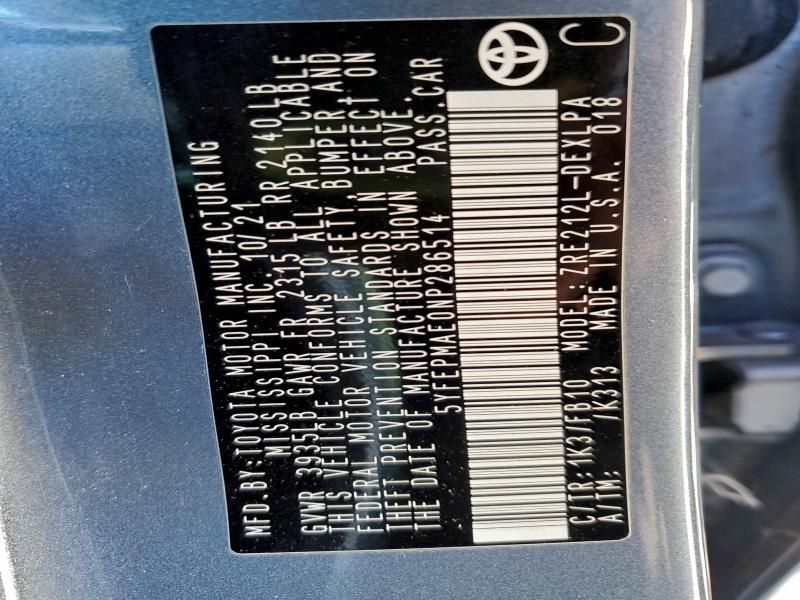 MFD.BY:TOYOTA MOTOR MANUFACTURING
MISSISSIPPI INC. 10/21
GVWR 3935LB GAWR FR 2315 LB RR 2140LB
THIS VEHICLE CONFORMS TO ALL APPLICABLE
FEDERAL MOTOR VEHICLE SAFETY BUMPER, AND
THEFT PREVENTION STANDARDS IN EFFECT ON
THE DATE OF MANUFACTURE SHOWN ABOVE.
5YFEPMAE0NP286514 PASS.CAR
C/TR: 1K3/FB10 MODEL: ZRE212L-DEXLPA
A/TM: /K313 MADE IN U.S.A. 018
C